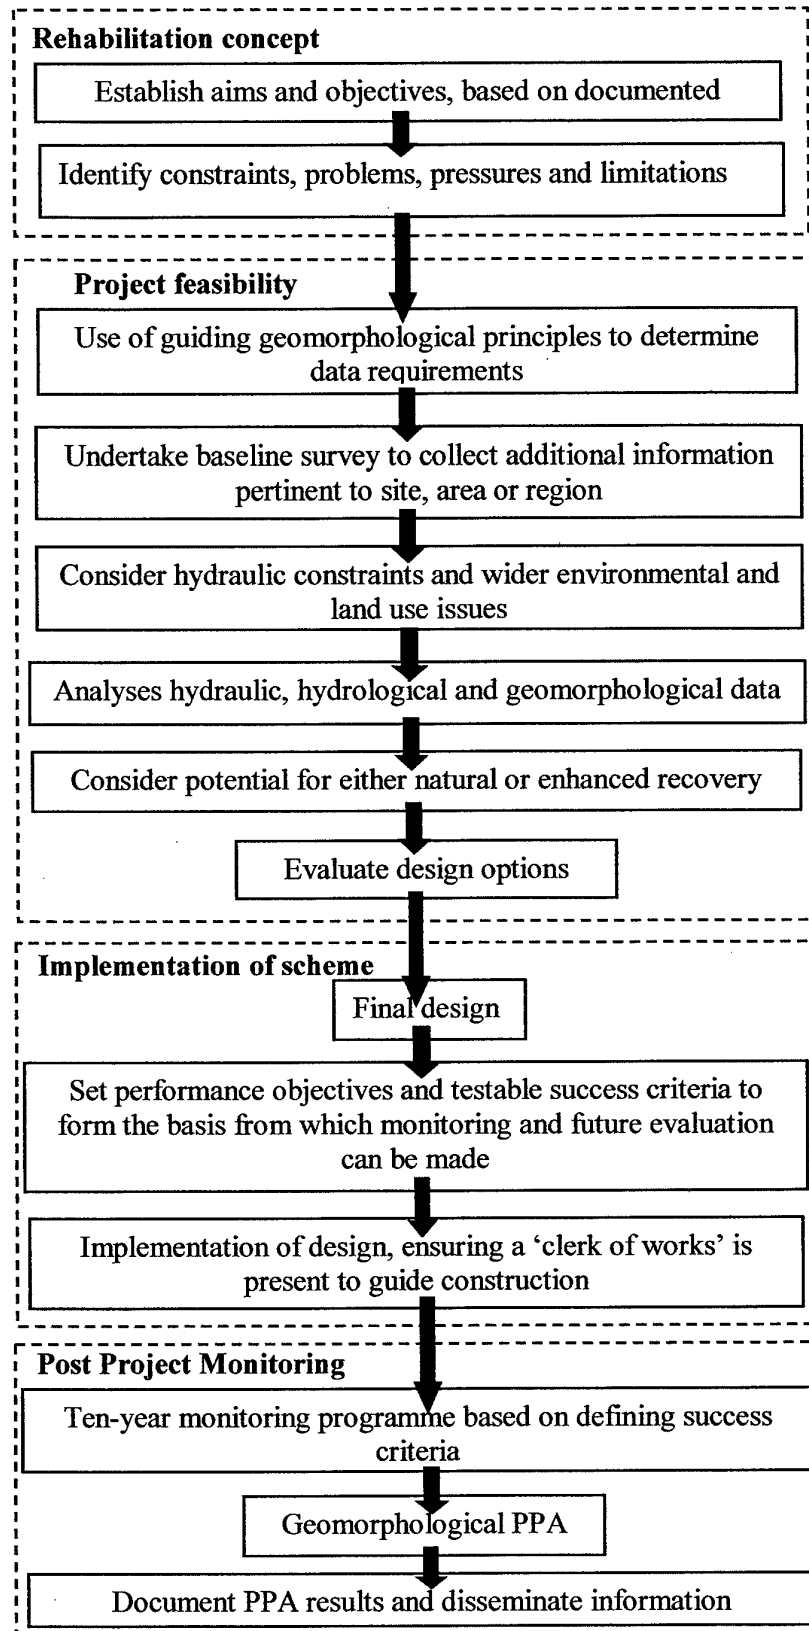 Rehabilitation concept
Establish aims and objectives, based on documented
Identify constraints, problems, pressures and limitations
Project feasibility
Use of guiding geomorphological principles to determine
data requirements
Undertake baseline survey to collect additional information
pertinent to site, area or region
Consider hydraulic constraints and wider environmental and
land use issues
Analyses hydraulic, hydrological and geomorphological data
Consider potential for either natural or enhanced recovery
Evaluate design options
Implementation of scheme
Final design
Set performance objectives and testable success criteria to
form the basis from which monitoring and future evaluation
can be made
Implementation of design, ensuring a ‘clerk of works’ is
present to guide construction
Post Project Monitoring
Ten-year monitoring programme based on defining success
criteria
Geomorphological PPA
Document PPA results and disseminate information